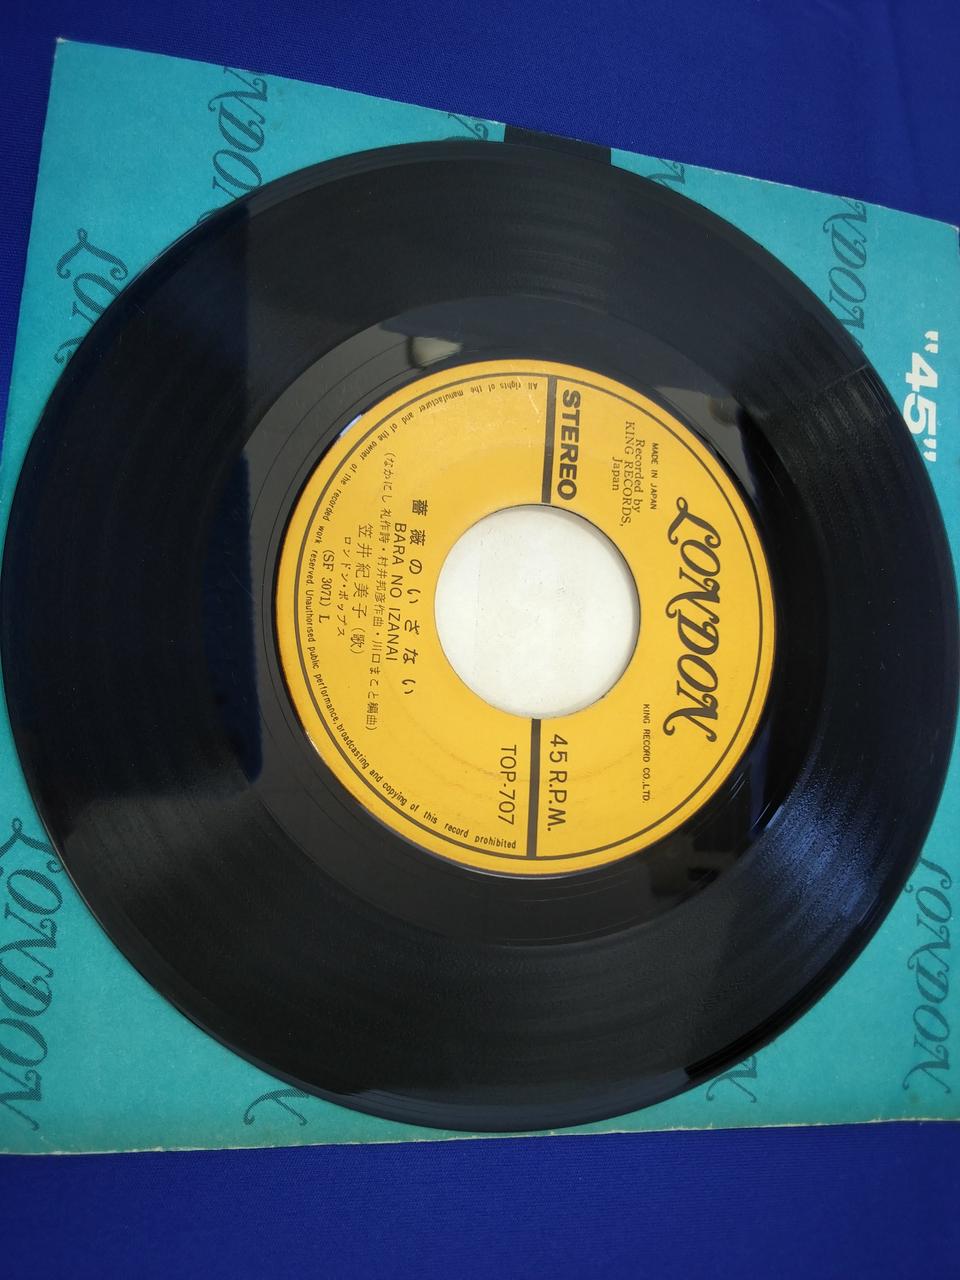 LONDON
MADE IN JAPAN
Recorded by
KING RECORDS,
Japan
KING RECORD CO.,LTD.
STEREO
45 R.P.M.
TOP-707
薔薇のいざない
BARA NO IZANAI
(なかにし礼作詩・村井邦彦作曲・川口まこと編曲)
笠井紀美子(歌)
ロンドン・ポップス
(SF 3071) L
All rights of the manufacturer and of the owner of the recorded work reserved. Unauthorised public performance, broadcasting and copying of this record prohibited
"45"
LONDON
LONDON
LONDON
LONDON